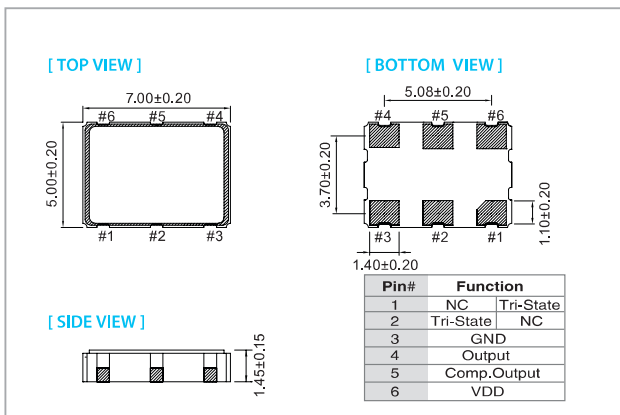 [ TOP VIEW ]
7.00±0.20
#6 #5 #4
5.00±0.20
#1 #2 #3
[ BOTTOM VIEW ]
5.08±0.20
#4 #5 #6
3.70±0.20
1.10±0.20
#3 #2 #1
1.40±0.20
[ SIDE VIEW ]
1.45±0.15
Pin# Function
1 NC Tri-State
2 Tri-State NC
3 GND
4 Output
5 Comp.Output
6 VDD